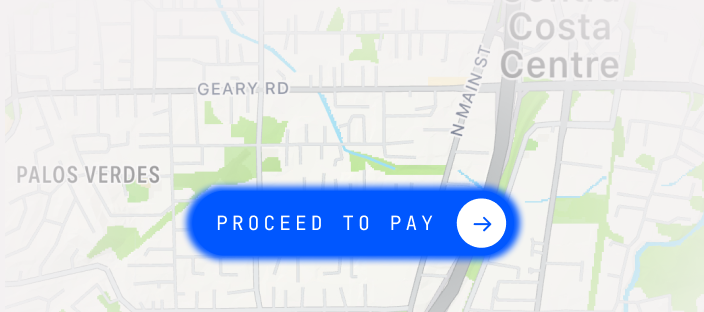 Costa
Centre
GEARY RD
N MAIN ST
PALOS VERDES
PROCEED TO PAY